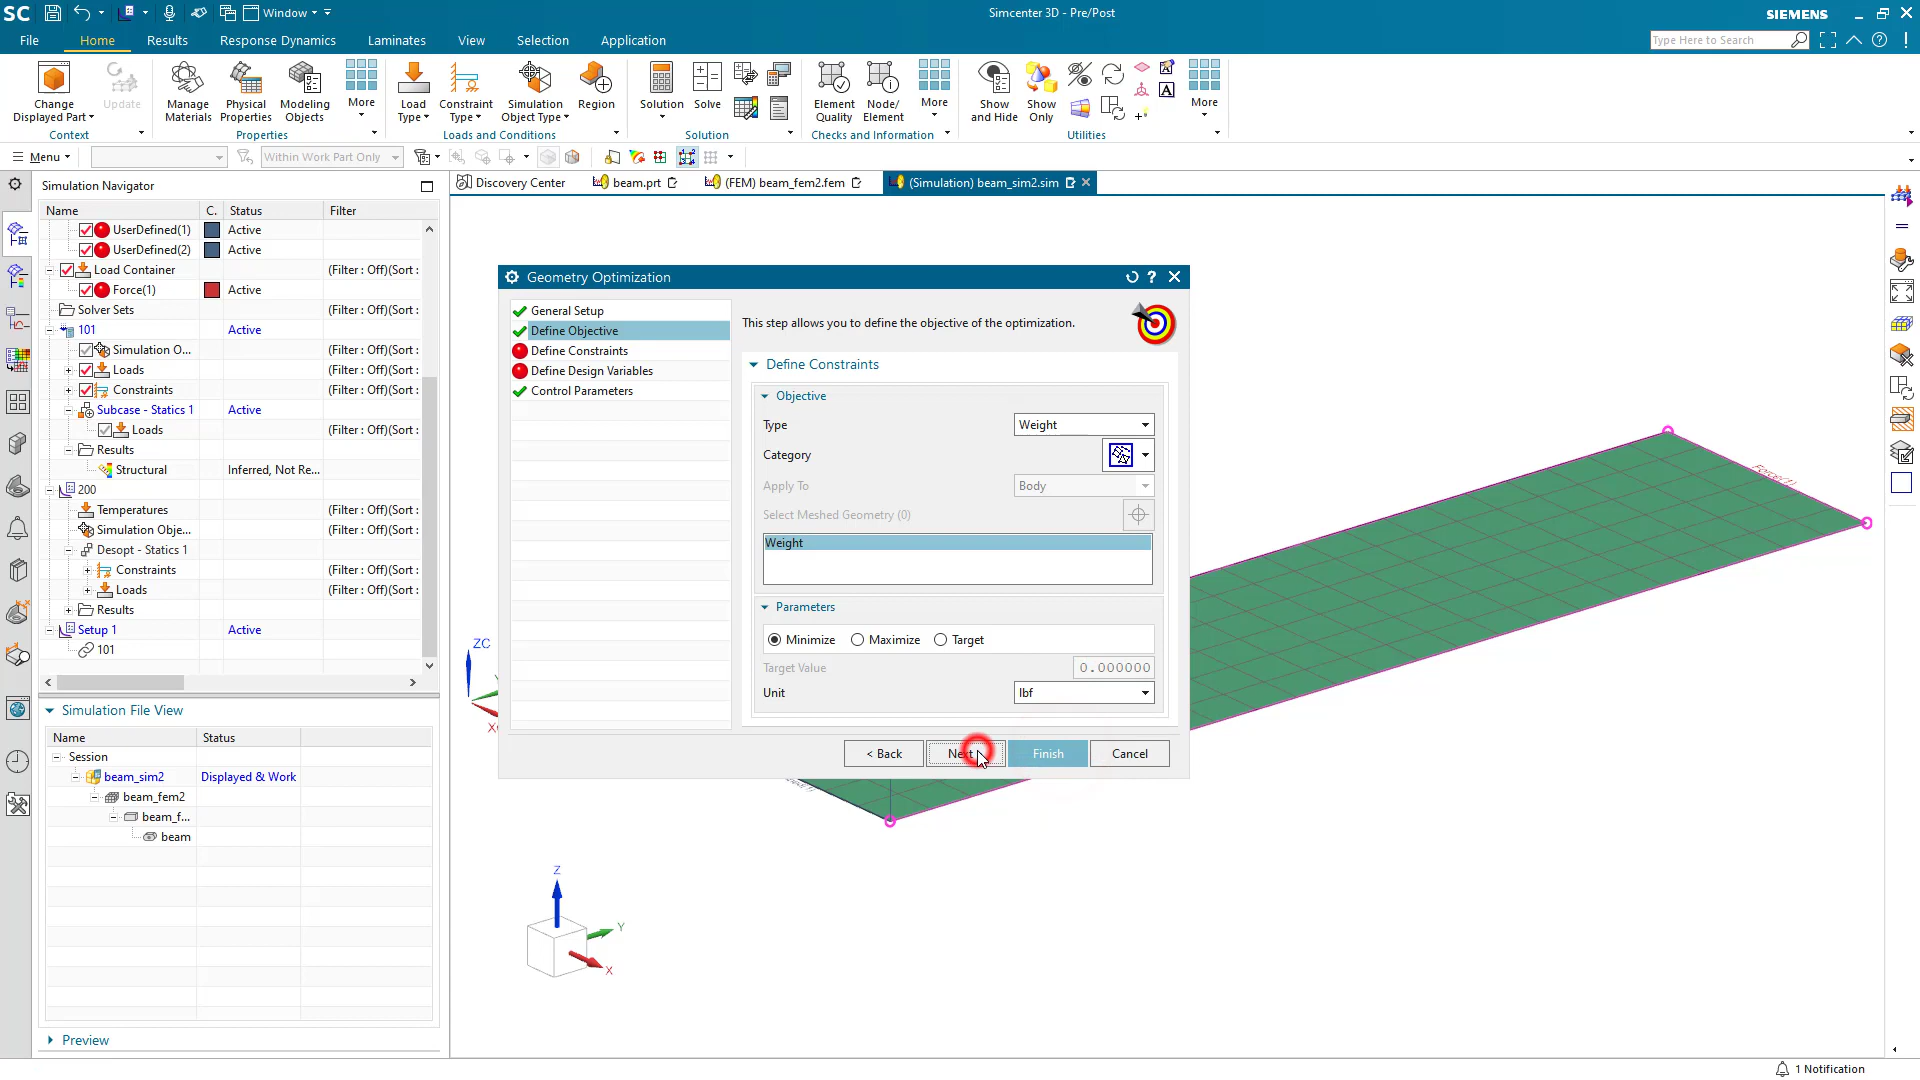 SC Window Simcenter 3D - Pre/Post SIEMENS
File Home Results Response Dynamics Laminates View Selection Application Type Here to Search
Change Displayed Part
Update
Manage Materials
Physical Properties
Modeling Objects
More
Load Type
Constraint Type
Simulation Object Type
Region
Solution
Solve
Element Quality
Node/ Element
More
Show and Hide
Show Only
More
Context Properties Loads and Conditions Solution Checks and Information Utilities
Menu Within Work Part Only
Simulation Navigator
Discovery Center beam.prt (FEM) beam_fem2.fem (Simulation) beam_sim2.sim
Name C. Status Filter
UserDefined(1) Active
UserDefined(2) Active
Load Container (Filter : Off)(Sort :
Force(1) Active
Solver Sets (Filter : Off)(Sort :
101 Active
Simulation O... (Filter : Off)(Sort :
Loads (Filter : Off)(Sort :
Constraints (Filter : Off)(Sort :
Subcase - Statics 1 Active
Loads (Filter : Off)(Sort :
Results
Structural Inferred, Not Re...
200
Temperatures (Filter : Off)(Sort :
Simulation Obje... (Filter : Off)(Sort :
Desopt - Statics 1
Constraints (Filter : Off)(Sort :
Loads (Filter : Off)(Sort :
Results
Setup 1 Active
101
Simulation File View
Name Status
Session
beam_sim2 Displayed & Work
beam_fem2
beam_f...
beam
Preview
Geometry Optimization
General Setup
Define Objective
Define Constraints
Define Design Variables
Control Parameters
This step allows you to define the objective of the optimization.
Define Constraints
Objective
Type Weight
Category
Apply To Body
Select Meshed Geometry (0)
Weight
Parameters
Minimize Maximize Target
Target Value 0.000000
Unit lbf
< Back Next Finish Cancel
ZC
Force(1)
Z
Y
X
1 Notification